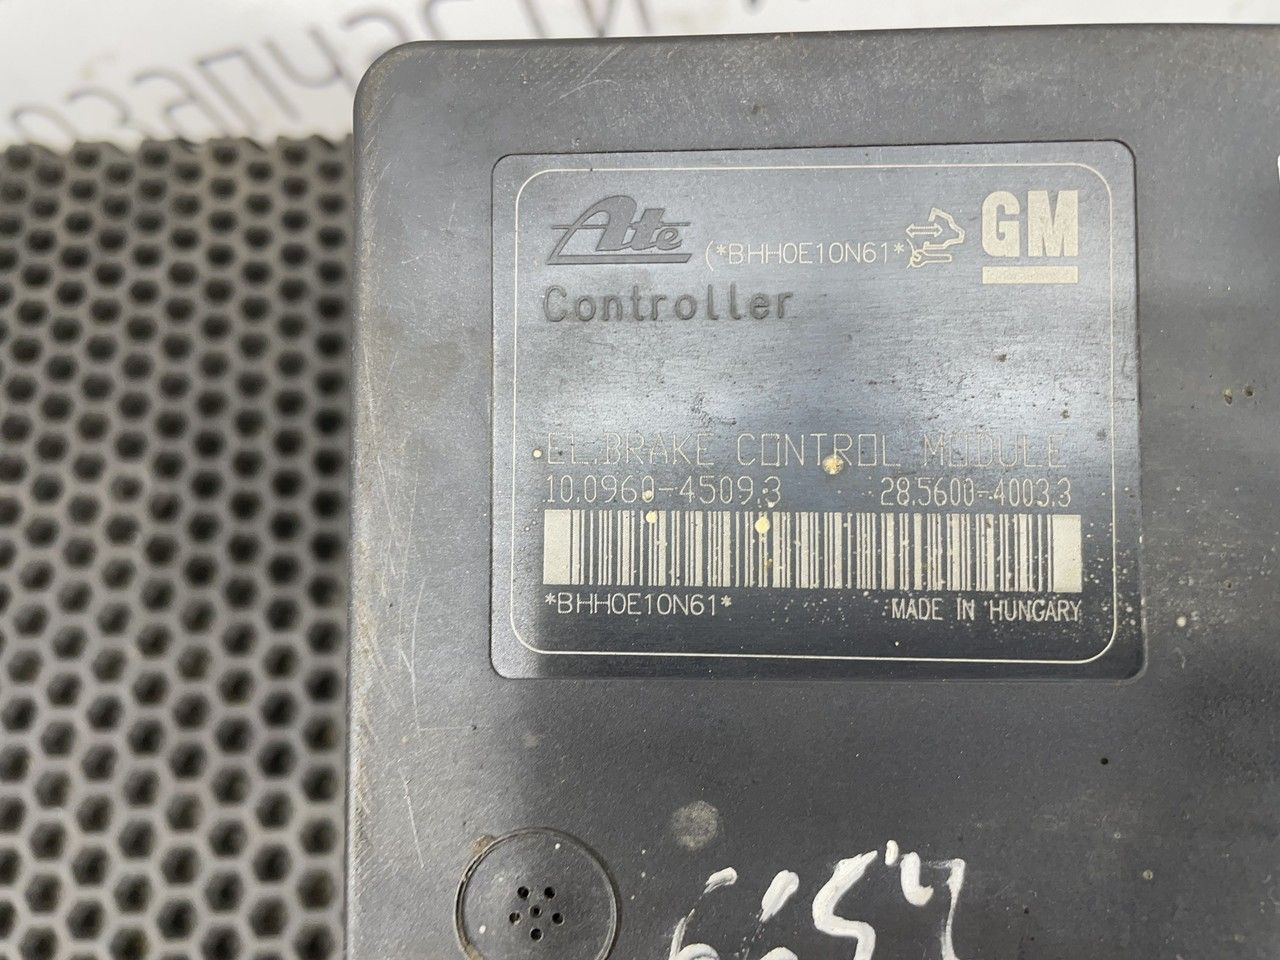 запчасти
Ate (*BHH0E10N61* GM
Controller
EL.BRAKE CONTROL MODULE
10.0960-4509.3 28.5600-4003.3
*BHH0E10N61* MADE IN HUNGARY